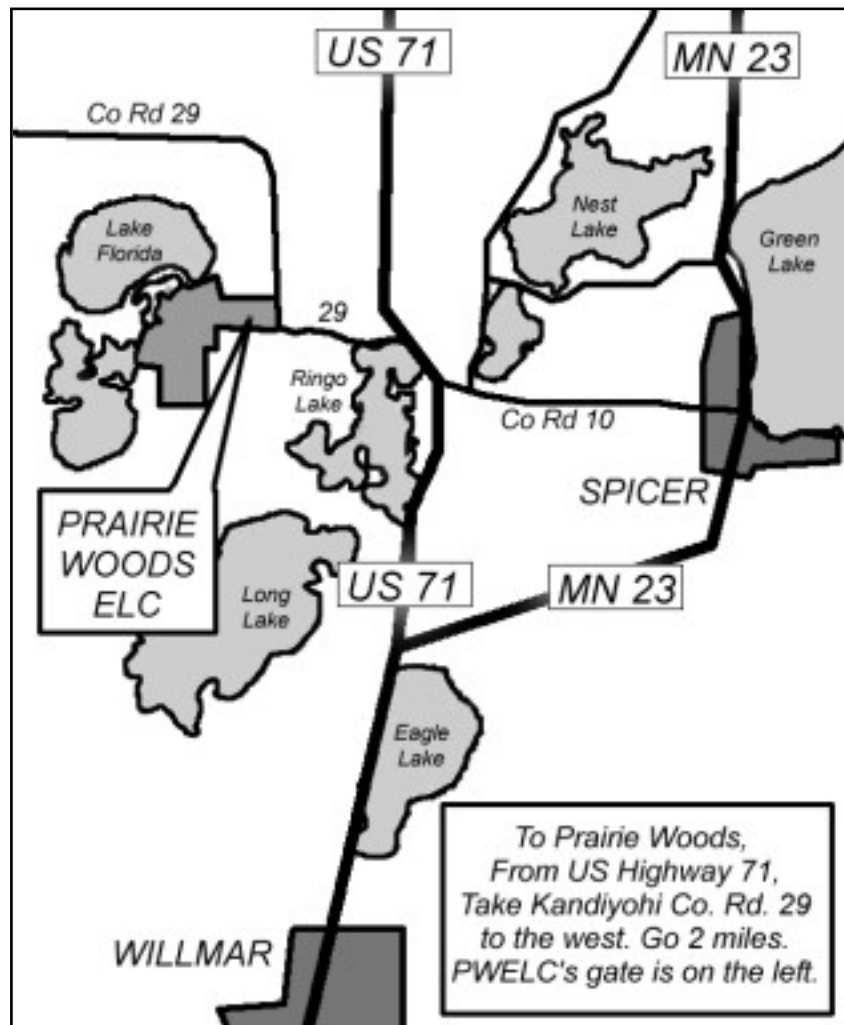 US 71
MN 23
Co Rd 29
Lake
Florida
Nest
Lake
Green
Lake
29
Ringo
Lake
Co Rd 10
SPICER
PRAIRIE
WOODS
ELC
Long
Lake
US 71
MN 23
Eagle
Lake
WILLMAR
To Prairie Woods,
From US Highway 71,
Take Kandiyohi Co. Rd. 29
to the west. Go 2 miles.
PWELC's gate is on the left.